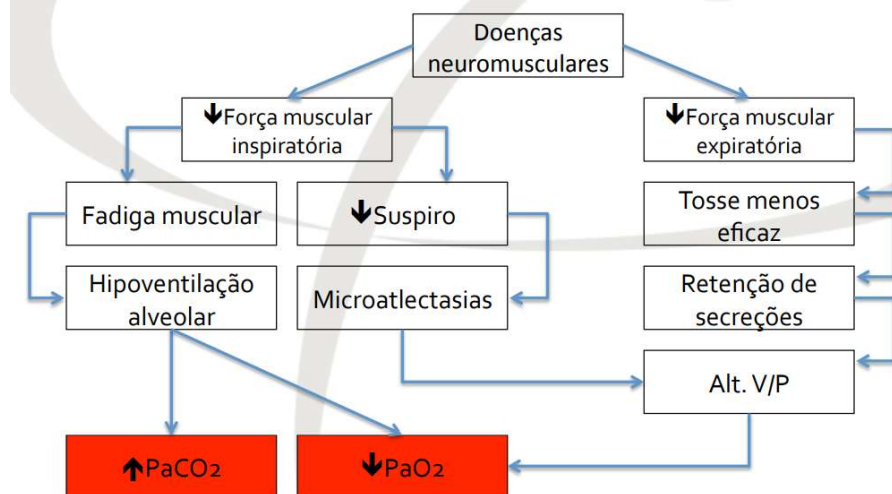 Doenças
neuromusculares
↓Força muscular
inspiratória
↓Força muscular
expiratória
Fadiga muscular
↓Suspiro
Tosse menos
eficaz
Hipoventilação
alveolar
Microatlectasias
Retenção de
secreções
Alt. V/P
↑PaCO2
↓PaO2